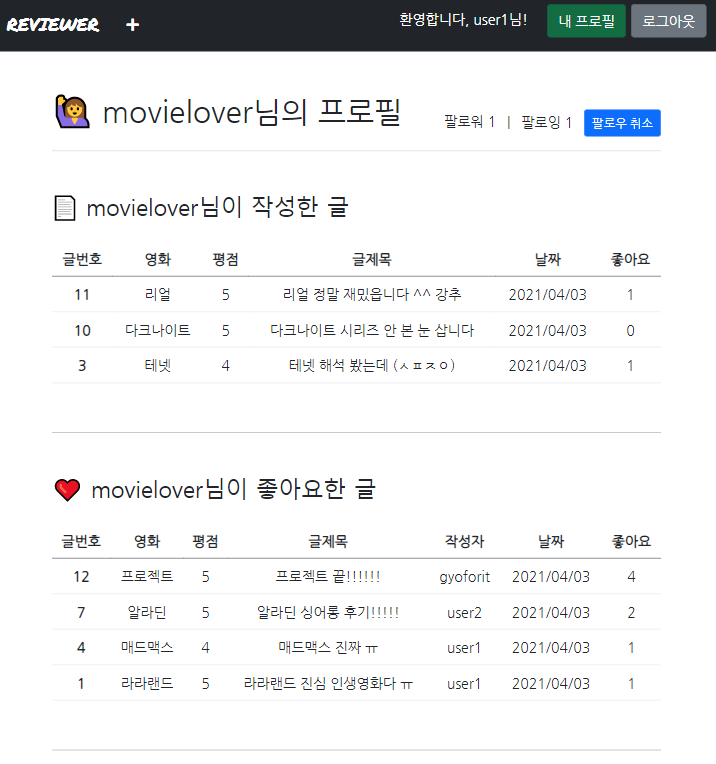 REVIEWER + 환영합니다, user1님! 내 프로필 로그아웃
movielover님의 프로필 팔로워 1 | 팔로잉 1 팔로우 취소
movielover님이 작성한 글
글번호 영화 평점 글제목 날짜 좋아요
11 리얼 5 리얼 정말 재밌읍니다 ^^ 강추 2021/04/03 1
10 다크나이트 5 다크나이트 시리즈 안 본 눈 삽니다 2021/04/03 0
3 테넷 4 테넷 해석 봤는데 (ㅅㅍㅈㅇ) 2021/04/03 1
movielover님이 좋아요한 글
글번호 영화 평점 글제목 작성자 날짜 좋아요
12 프로젝트 5 프로젝트 끝!!!!!! gyoforit 2021/04/03 4
7 알라딘 5 알라딘 싱어롱 후기!!!!! user2 2021/04/03 2
4 매드맥스 4 매드맥스 진짜 ㅠ user1 2021/04/03 1
1 라라랜드 5 라라랜드 진심 인생영화다 ㅠ user1 2021/04/03 1